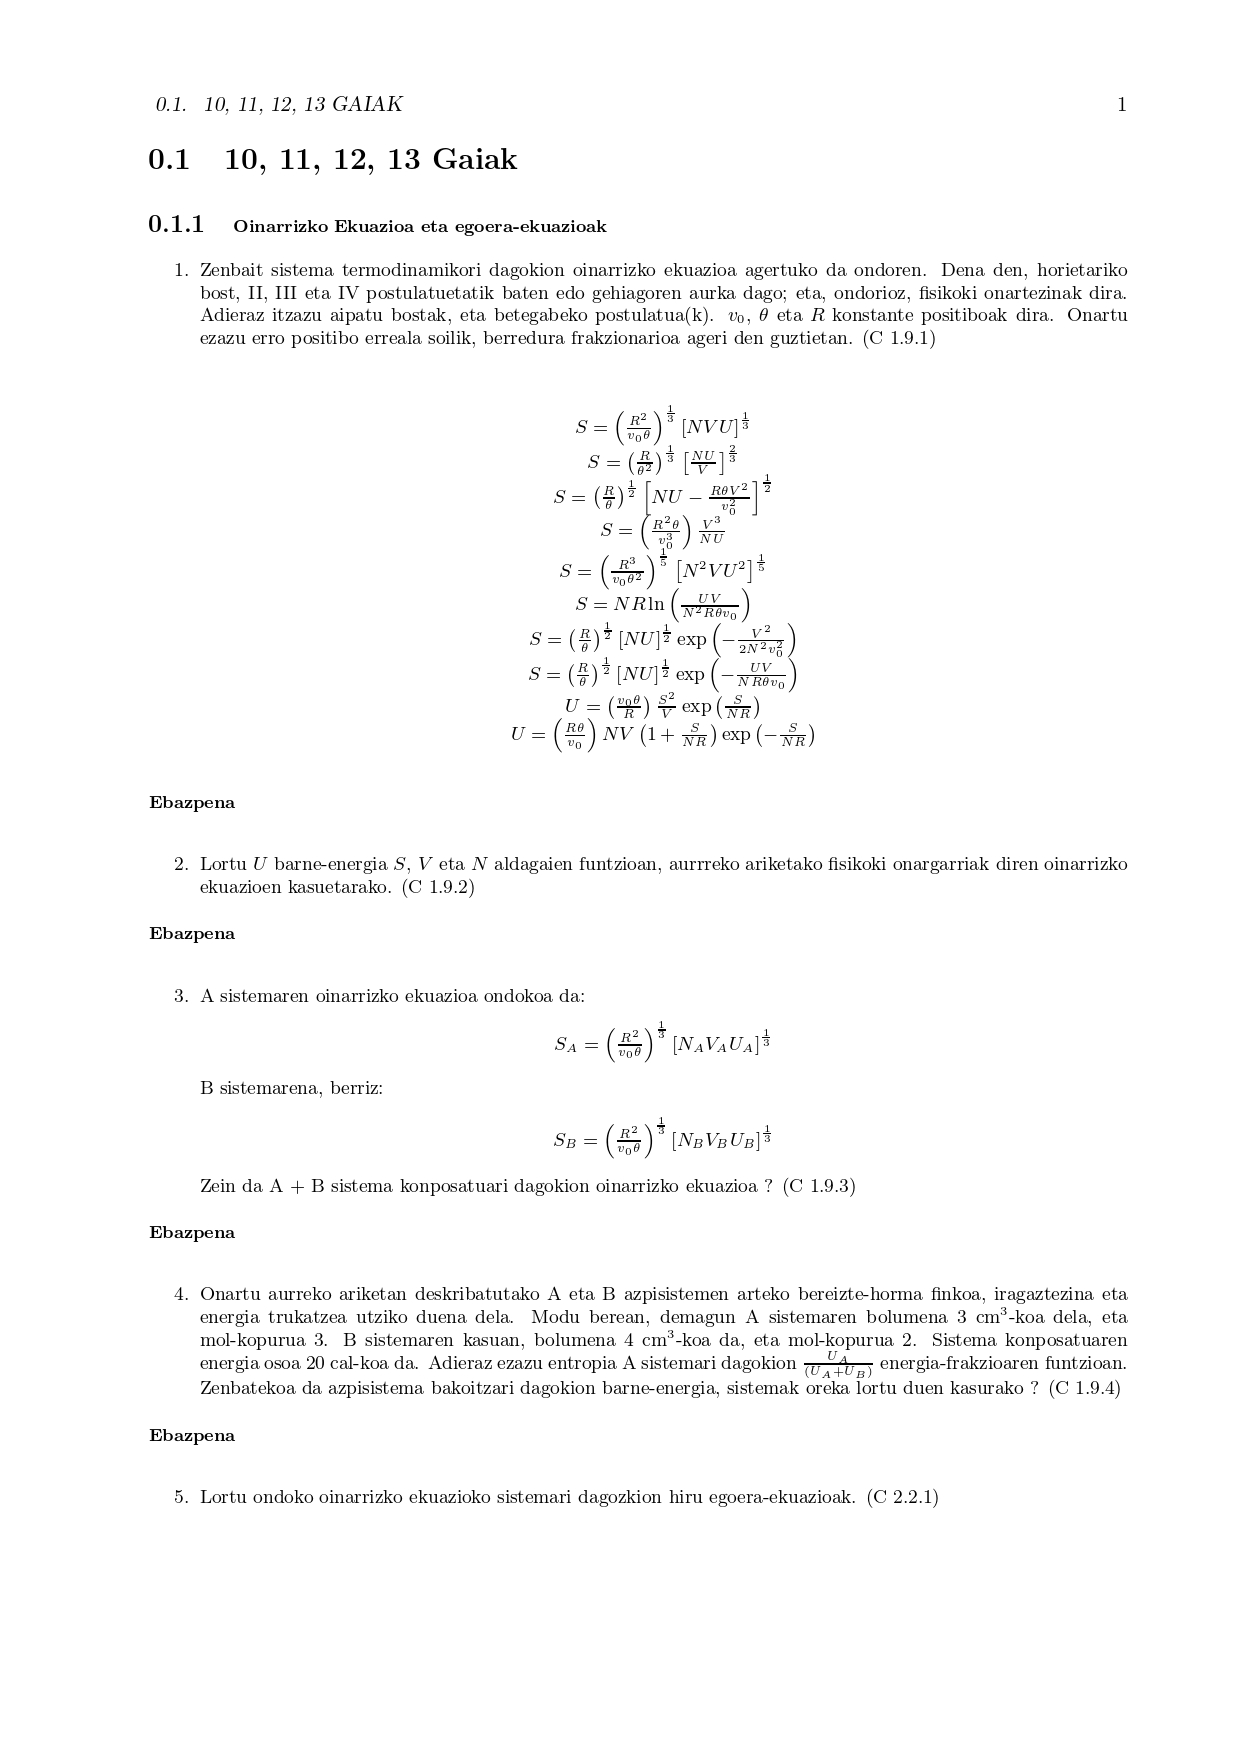 0.1. 10, 11, 12, 13 GAIAK 1
0.1 10, 11, 12, 13 Gaiak
0.1.1 Oinarrizko Ekuazioa eta egoera-ekuazioak
1. Zenbait sistema termodinamikori dagokion oinarrizko ekuazioa agertuko da ondoren. Dena den, horietariko
bost, II, III eta IV postulatuetatik baten edo gehiagoren aurka dago; eta, ondorioz, fisikoki onartezinak dira.
Adieraz itzazu aipatu bostak, eta betegabeko postulatua(k). $v_0$, $\theta$ eta $R$ konstante positiboak dira. Onartu
ezazu erro positibo erreala soilik, berredura frakzionarioa ageri den guztietan. (C 1.9.1)
$S = \left(\frac{R^2}{v_0\theta}\right)^{\frac{1}{3}} [NVU]^{\frac{1}{3}}$
$S = \left(\frac{R}{\theta^2}\right)^{\frac{1}{3}} \left[\frac{NU}{V}\right]^{\frac{2}{3}}$
$S = \left(\frac{R}{\theta}\right)^{\frac{1}{2}} \left[NU - \frac{R\theta V^2}{v_0^2}\right]^{\frac{1}{2}}$
$S = \left(\frac{R^2\theta}{v_0^3}\right) \frac{V^3}{NU}$
$S = \left(\frac{R^3}{v_0\theta^2}\right)^{\frac{1}{5}} \left[N^2VU^2\right]^{\frac{1}{5}}$
$S = NR \ln \left(\frac{UV}{N^2R\theta v_0}\right)$
$S = \left(\frac{R}{\theta}\right)^{\frac{1}{2}} [NU]^{\frac{1}{2}} \exp\left(-\frac{V^2}{2N^2v_0^2}\right)$
$S = \left(\frac{R}{\theta}\right)^{\frac{1}{2}} [NU]^{\frac{1}{2}} \exp\left(-\frac{UV}{NR\theta v_0}\right)$
$U = \left(\frac{v_0\theta}{R}\right) \frac{S^2}{V} \exp\left(\frac{S}{NR}\right)$
$U = \left(\frac{R\theta}{v_0}\right) NV \left(1 + \frac{S}{NR}\right) \exp\left(-\frac{S}{NR}\right)$
Ebazpena
2. Lortu $U$ barne-energia $S$, $V$ eta $N$ aldagaien funtzioan, aurrreko ariketako fisikoki onargarriak diren oinarrizko
ekuazioen kasuetarako. (C 1.9.2)
Ebazpena
3. A sistemaren oinarrizko ekuazioa ondokoa da:
$S_A = \left(\frac{R^2}{v_0\theta}\right)^{\frac{1}{3}} [N_AV_AU_A]^{\frac{1}{3}}$
B sistemarena, berriz:
$S_B = \left(\frac{R^2}{v_0\theta}\right)^{\frac{1}{3}} [N_BV_BU_B]^{\frac{1}{3}}$
Zein da A + B sistema konposatuari dagokion oinarrizko ekuazioa ? (C 1.9.3)
Ebazpena
4. Onartu aurreko ariketan deskribatutako A eta B azpisistemen arteko bereizte-horma finkoa, iragaztezina eta
energia trukatzea utziko duena dela. Modu berean, demagun A sistemaren bolumena 3 cm$^3$-koa dela, eta
mol-kopurua 3. B sistemaren kasuan, bolumena 4 cm$^3$-koa da, eta mol-kopurua 2. Sistema konposatuaren
energia osoa 20 cal-koa da. Adieraz ezazu entropia A sistemari dagokion $\frac{U_A}{(U_A+U_B)}$ energia-frakzioaren funtzioan.
Zenbatekoa da azpisistema bakoitzari dagokion barne-energia, sistemak oreka lortu duen kasurako ? (C 1.9.4)
Ebazpena
5. Lortu ondoko oinarrizko ekuazioko sistemari dagozkion hiru egoera-ekuazioak. (C 2.2.1)